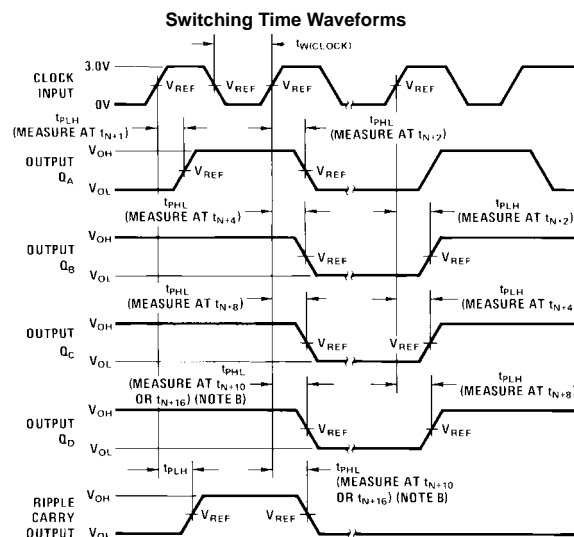 Switching Time Waveforms
tW(CLOCK)
CLOCK
INPUT
3.0V
0V
VREF
VREF
VREF
VREF
tPLH
(MEASURE AT tN+1)
tPHL
(MEASURE AT tN+2)
OUTPUT
QA
VOH
VOL
VREF
VREF
tPHL
(MEASURE AT tN+4)
tPLH
(MEASURE AT tN+2)
OUTPUT
QB
VOH
VOL
VREF
VREF
tPHL
(MEASURE AT tN+8)
tPLH
(MEASURE AT tN+4
OUTPUT
QC
VOH
VOL
VREF
VREF
tPHL
(MEASURE AT tN+10
OR tN+16) (NOTE B)
tPLH
(MEASURE AT tN+8)
OUTPUT
QD
VOH
VOL
VREF
VREF
tPLH
tPHL
(MEASURE AT tN+10
OR tN+16) (NOTE B)
RIPPLE
CARRY
OUTPUT
VOH
VOL
VREF
VREF